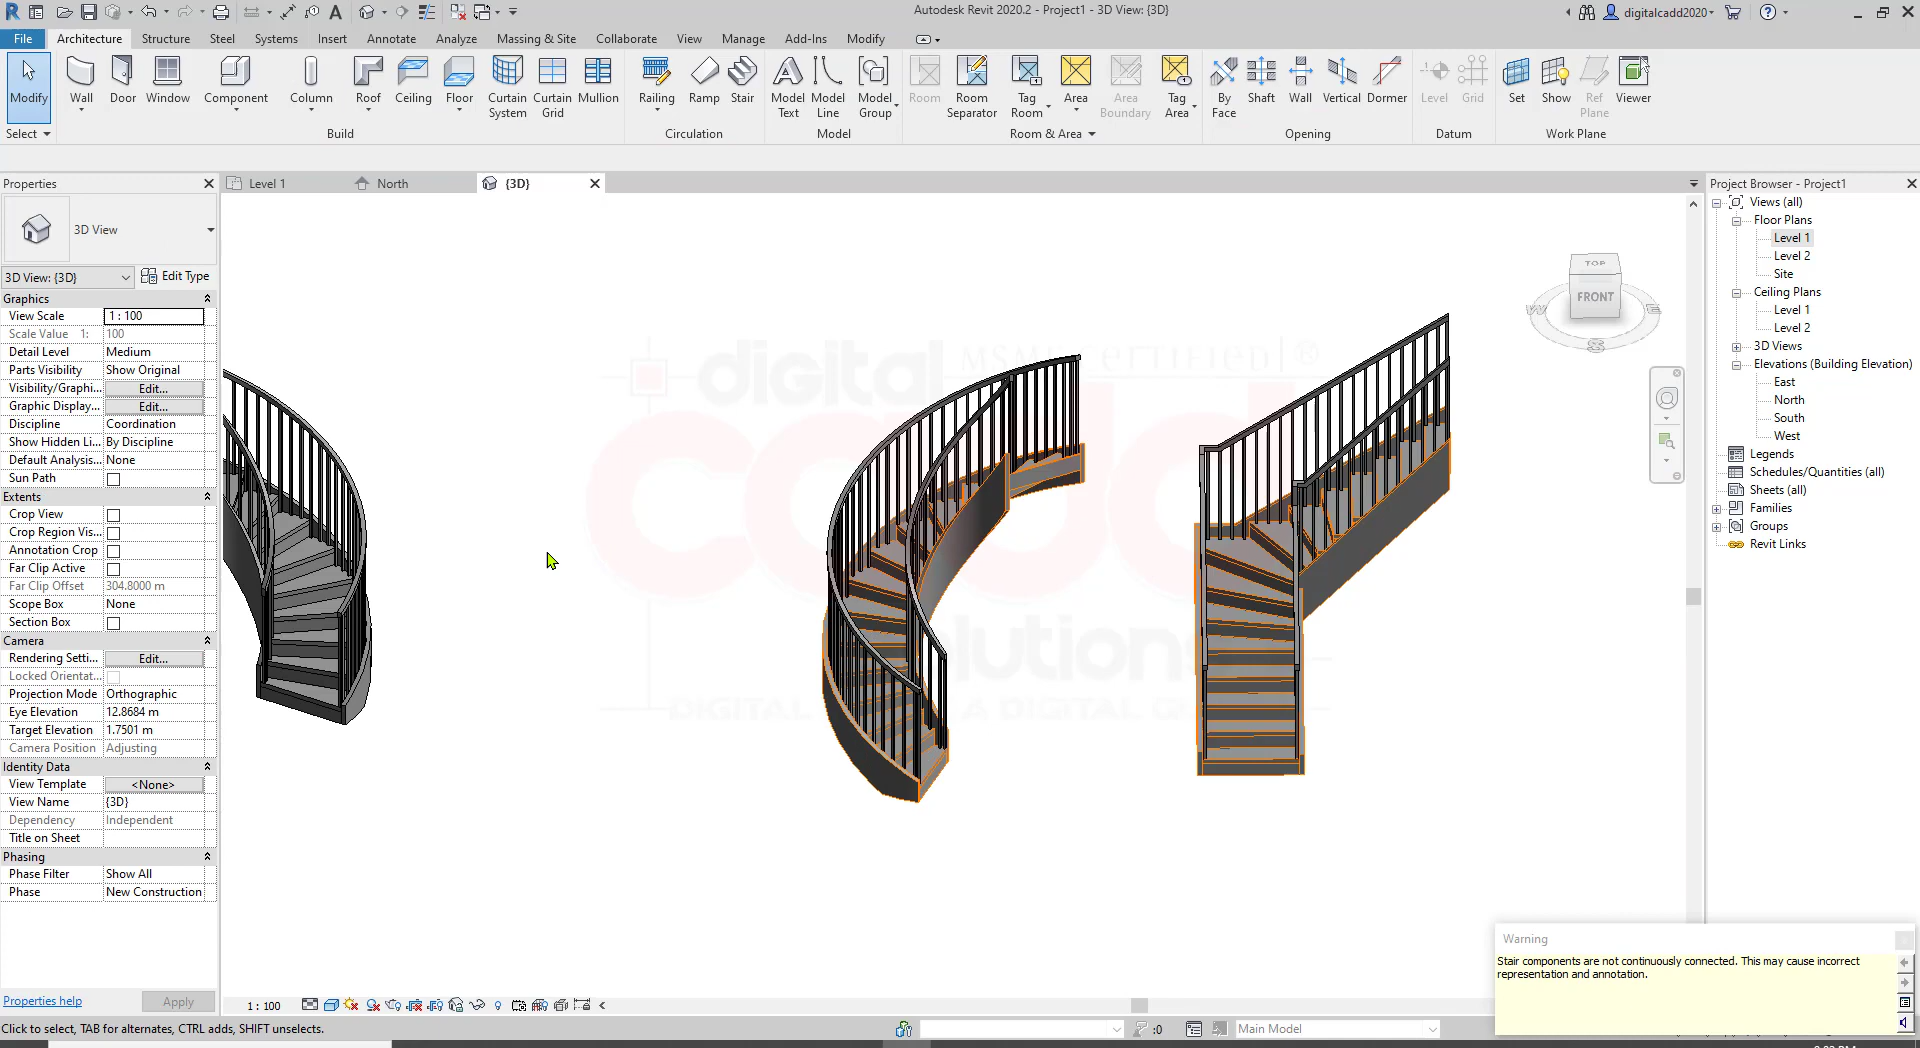 Autodesk Revit 2020.2 - Project1 - 3D View: {3D}
digitalcadd2020
File Architecture Structure Steel Systems Insert Annotate Analyze Massing & Site Collaborate View Manage Add-Ins Modify
Modify Wall Door Window Component Column Roof Ceiling Floor Curtain System Curtain Grid Mullion Railing Ramp Stair Model Text Model Line Model Group Room Room Separator Tag Room Area Area Boundary Tag Area By Face Shaft Wall Vertical Dormer Level Grid Set Show Ref Plane Viewer
Select Build Circulation Model Room & Area Opening Datum Work Plane
Properties
Level 1 North {3D}
3D View
3D View: {3D} Edit Type
Graphics
View Scale 1 : 100
Scale Value 1: 100
Detail Level Medium
Parts Visibility Show Original
Visibility/Graphi... Edit...
Graphic Display... Edit...
Discipline Coordination
Show Hidden Li... By Discipline
Default Analysis... None
Sun Path
Extents
Crop View
Crop Region Vis...
Annotation Crop
Far Clip Active
Far Clip Offset 304.8000 m
Scope Box None
Section Box
Camera
Rendering Setti... Edit...
Locked Orientat...
Projection Mode Orthographic
Eye Elevation 12.8684 m
Target Elevation 1.7501 m
Camera Position Adjusting
Identity Data
View Template <None>
View Name {3D}
Dependency Independent
Title on Sheet
Phasing
Phase Filter Show All
Phase New Construction
Properties help Apply
TOP
FRONT
W
E
S
digital
MSME CERTIFIED ®
cadd
Project Browser - Project1
Views (all)
Floor Plans
Level 1
Level 2
Site
Ceiling Plans
Level 1
Level 2
3D Views
Elevations (Building Elevation)
East
North
South
West
Legends
Schedules/Quantities (all)
Sheets (all)
Families
Groups
Revit Links
1 : 100
Warning
Stair components are not continuously connected. This may cause incorrect
representation and annotation.
Click to select, TAB for alternates, CTRL adds, SHIFT unselects.
:0
Main Model